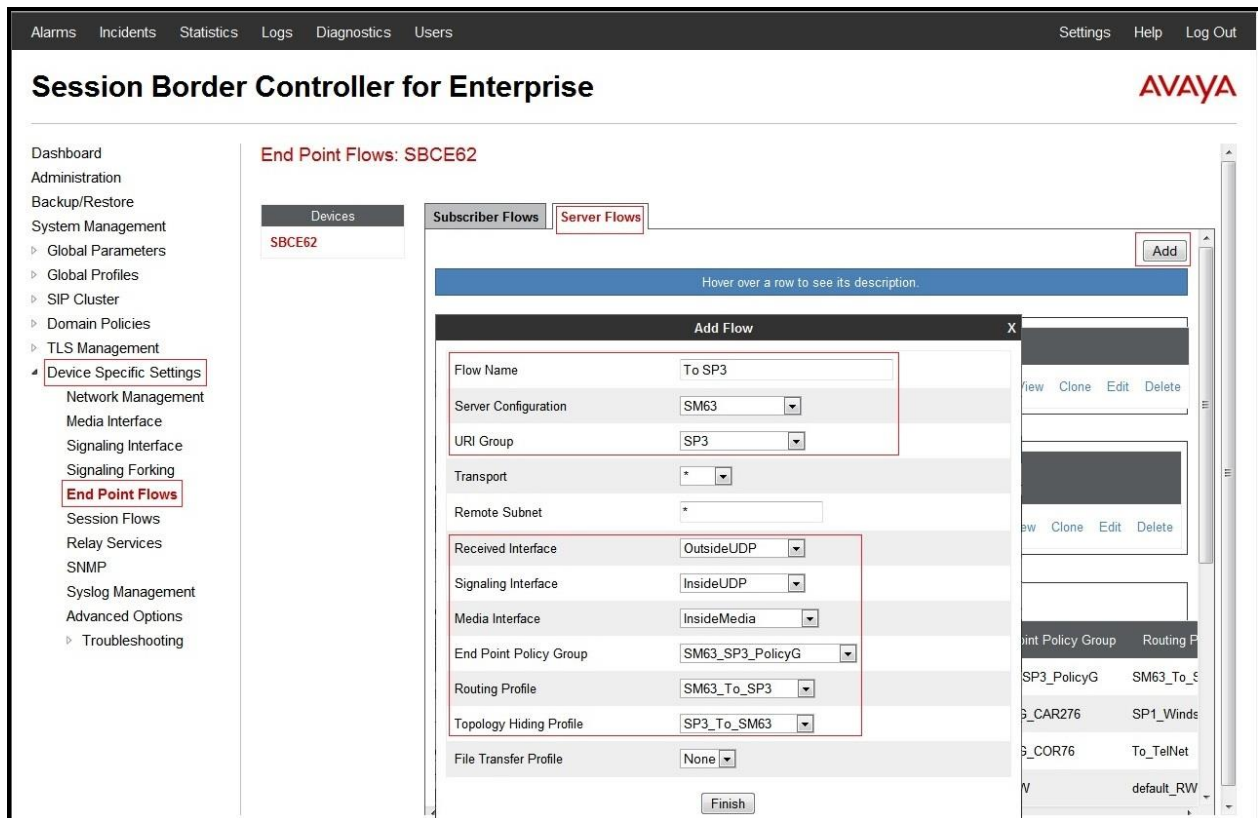 Alarms Incidents Statistics Logs Diagnostics Users Settings Help Log Out
Session Border Controller for Enterprise
AVAYA
Dashboard
Administration
Backup/Restore
System Management
Global Parameters
Global Profiles
SIP Cluster
Domain Policies
TLS Management
Device Specific Settings
Network Management
Media Interface
Signaling Interface
Signaling Forking
End Point Flows
Session Flows
Relay Services
SNMP
Syslog Management
Advanced Options
Troubleshooting
End Point Flows: SBCE62
Devices
SBCE62
Subscriber Flows Server Flows
Add
Hover over a row to see its description.
Add Flow X
Flow Name To SP3
Server Configuration SM63
URI Group SP3
Transport *
Remote Subnet *
Received Interface OutsideUDP
Signaling Interface InsideUDP
Media Interface InsideMedia
End Point Policy Group SM63_SP3_PolicyG
Routing Profile SM63_To_SP3
Topology Hiding Profile SP3_To_SM63
File Transfer Profile None
Finish
Clone Edit Delete
Clone Edit Delete
Policy Group Routing P
SP3_PolicyG SM63_To_S
_CAR276 SP1_Winds
_COR76 To_TelNet
default_RW